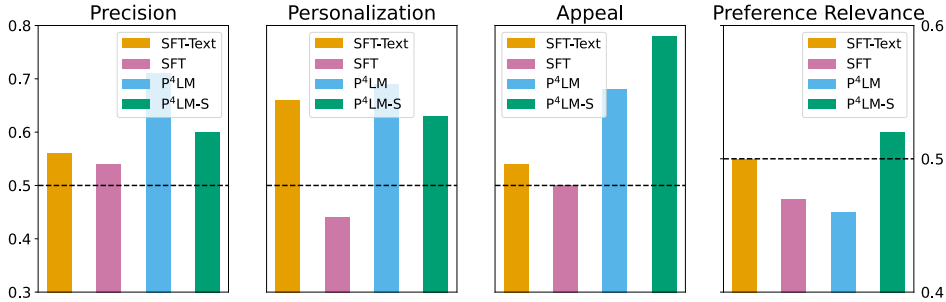 Precision
Personalization
Appeal
Preference Relevance
0.8
0.7
0.6
0.5
0.4
0.3
SFT-Text
SFT
P⁴LM
P⁴LM-S
SFT-Text
SFT
P⁴LM
P⁴LM-S
SFT-Text
SFT
P⁴LM
P⁴LM-S
SFT-Text
SFT
P⁴LM
P⁴LM-S
0.6
0.5
0.4